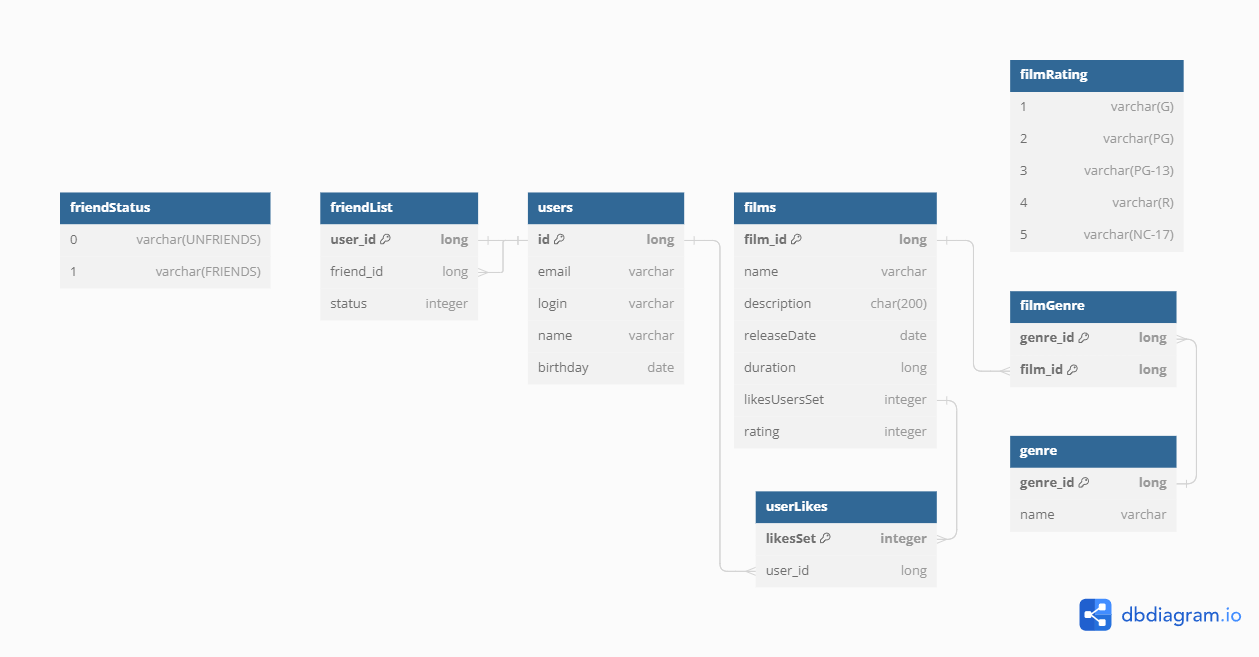 friendStatus
0 varchar(UNFRIENDS)
1 varchar(FRIENDS)
friendList
user_id long
friend_id long
status integer
users
id long
email varchar
login varchar
name varchar
birthday date
films
film_id long
name varchar
description char(200)
releaseDate date
duration long
likesUsersSet integer
rating integer
userLikes
likesSet integer
user_id long
filmRating
1 varchar(G)
2 varchar(PG)
3 varchar(PG-13)
4 varchar(R)
5 varchar(NC-17)
filmGenre
genre_id long
film_id long
genre
genre_id long
name varchar
dbdiagram.io